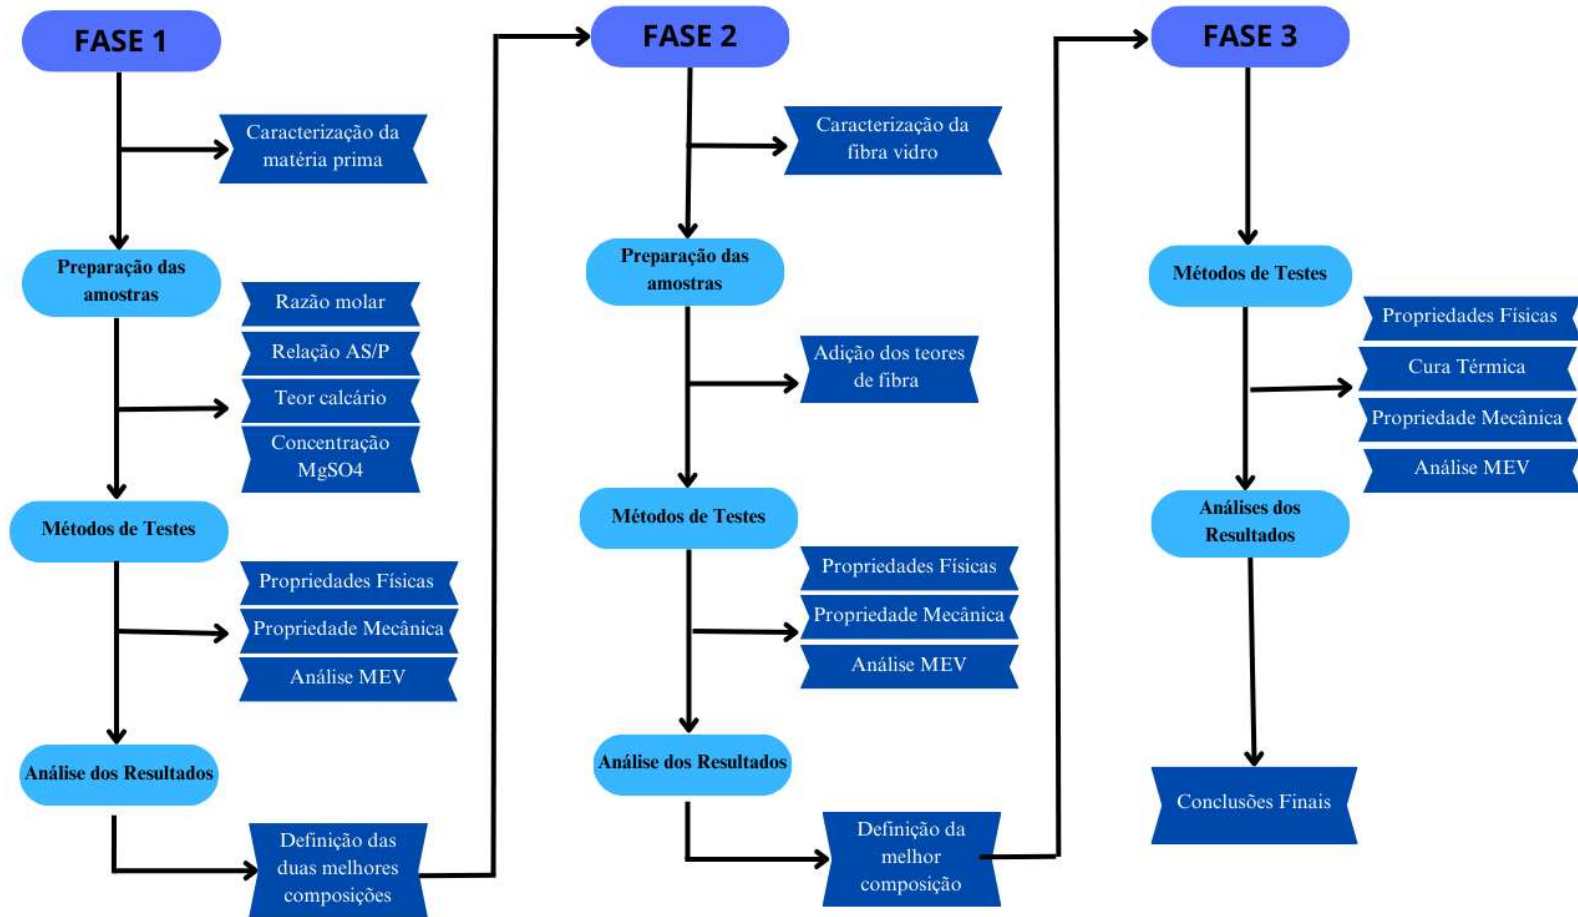 FASE 1
Caracterização da
matéria prima
Preparação das
amostras
Razão molar
Relação AS/P
Teor calcário
Concentração
MgSO4
Métodos de Testes
Propriedades Físicas
Propriedade Mecânica
Análise MEV
Análise dos Resultados
Definição das
duas melhores
composições
FASE 2
Caracterização da
fibra vidro
Preparação das
amostras
Adição dos teores
de fibra
Métodos de Testes
Propriedades Físicas
Propriedade Mecânica
Análise MEV
Análise dos Resultados
Definição da
melhor
composição
FASE 3
Métodos de Testes
Propriedades Físicas
Cura Térmica
Propriedade Mecânica
Análise MEV
Análises dos
Resultados
Conclusões Finais